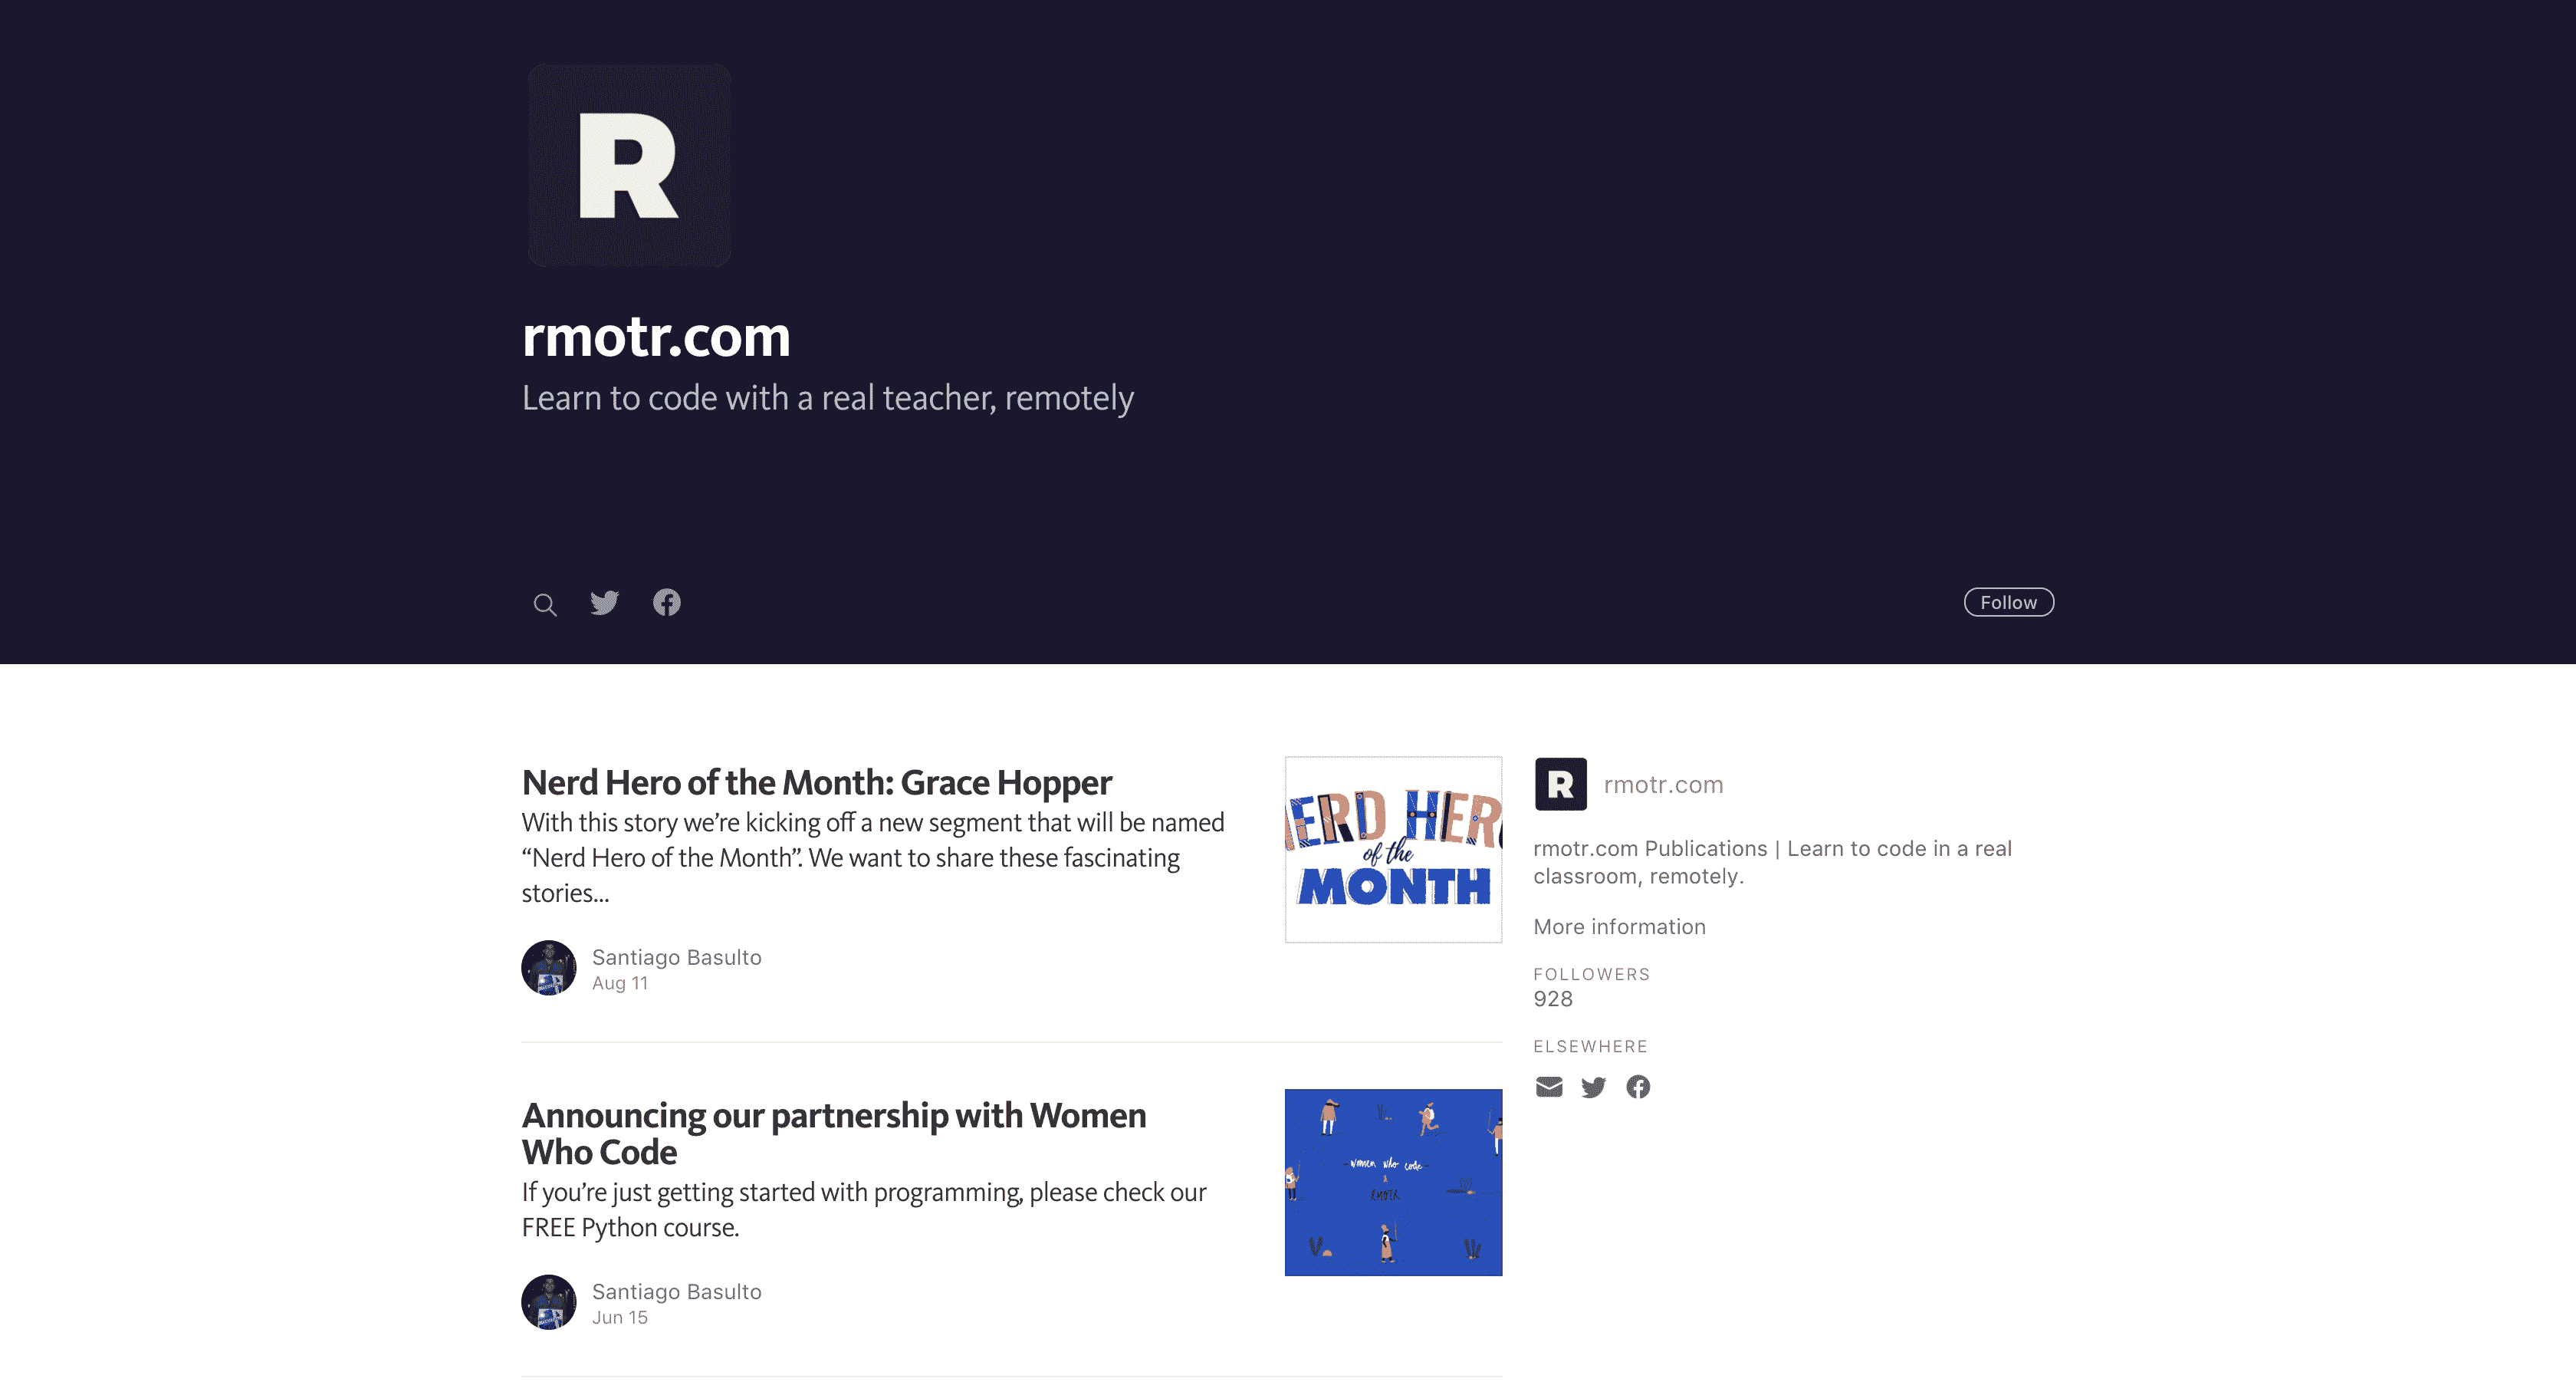 R
rmotr.com
Learn to code with a real teacher, remotely
Follow
Nerd Hero of the Month: Grace Hopper
With this story we’re kicking off a new segment that will be named
“Nerd Hero of the Month”. We want to share these fascinating
stories…
Santiago Basulto
Aug 11
ERD HER
of the
MONTH
Announcing our partnership with Women
Who Code
If you’re just getting started with programming, please check our
FREE Python course.
Santiago Basulto
Jun 15
women who code
x
RMOTR
R
rmotr.com
rmotr.com Publications | Learn to code in a real
classroom, remotely.
More information
FOLLOWERS
928
ELSEWHERE